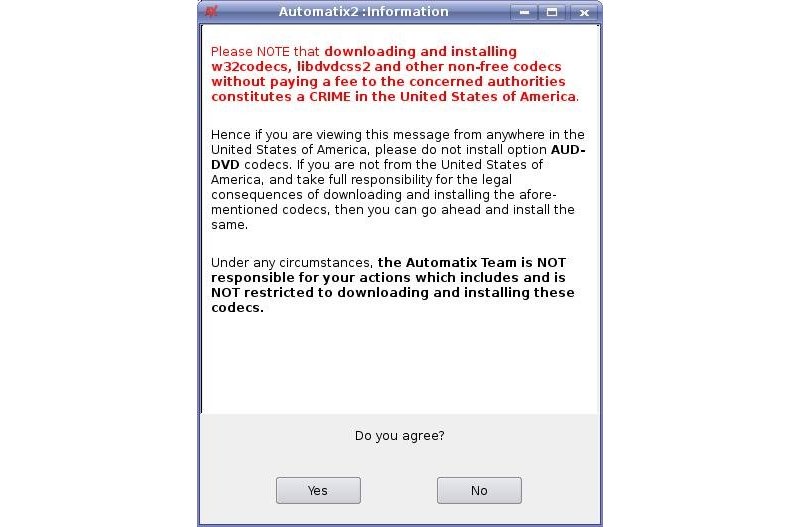 Automatix2 :Information
Please NOTE that downloading and installing
w32codecs, libdvdcss2 and other non-free codecs
without paying a fee to the concerned authorities
constitutes a CRIME in the United States of America.
Hence if you are viewing this message from anywhere in the
United States of America, please do not install option AUD-
DVD codecs. If you are not from the United States of
America, and take full responsibility for the legal
consequences of downloading and installing the afore-
mentioned codecs, then you can go ahead and install the
same.
Under any circumstances, the Automatix Team is NOT
responsible for your actions which includes and is
NOT restricted to downloading and installing these
codecs.
Do you agree?
Yes No